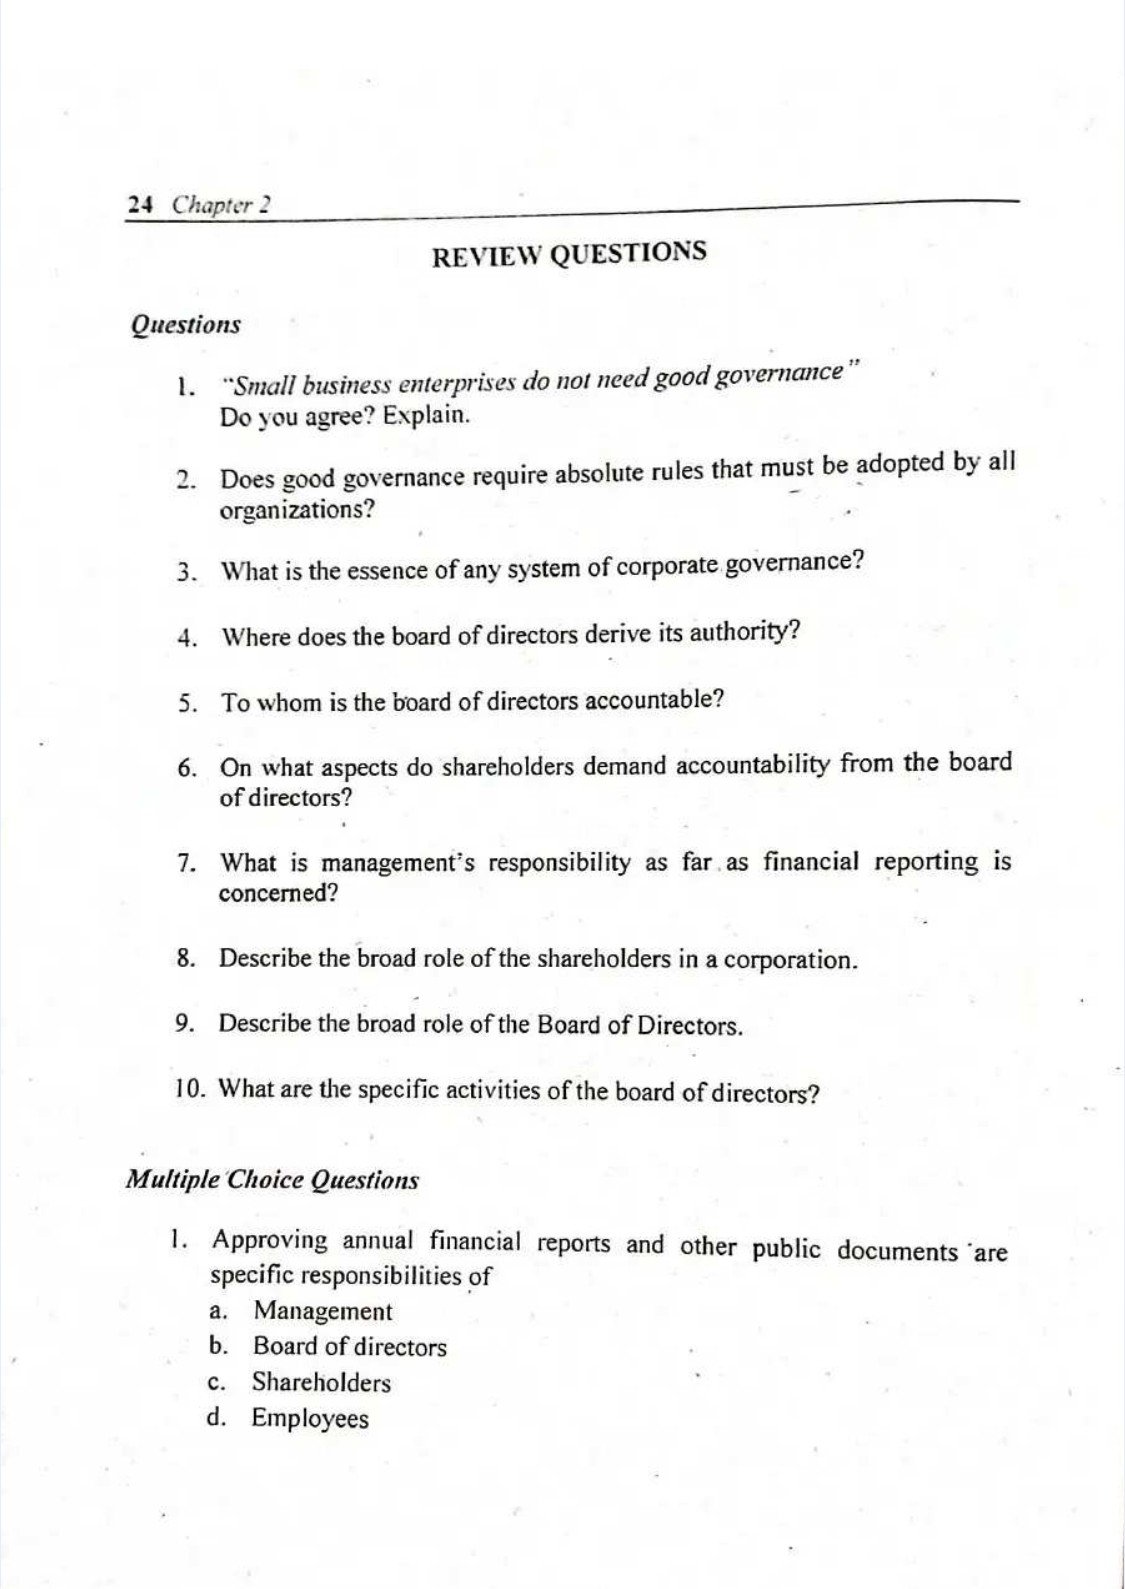 24 Chapter 2
REVIEW QUESTIONS
Questions
1. "Small business enterprises do not need good governance"
Do you agree? Explain.
2. Does good governance require absolute rules that must be adopted by all
organizations?
3. What is the essence of any system of corporate governance?
4. Where does the board of directors derive its authority?
5. To whom is the board of directors accountable?
6. On what aspects do shareholders demand accountability from the board
of directors?
7. What is management's responsibility as far as financial reporting is
concerned?
8. Describe the broad role of the shareholders in a corporation.
9. Describe the broad role of the Board of Directors.
10. What are the specific activities of the board of directors?
Multiple Choice Questions
1. Approving annual financial reports and other public documents are
specific responsibilities of
a. Management
b. Board of directors
c. Shareholders
d. Employees